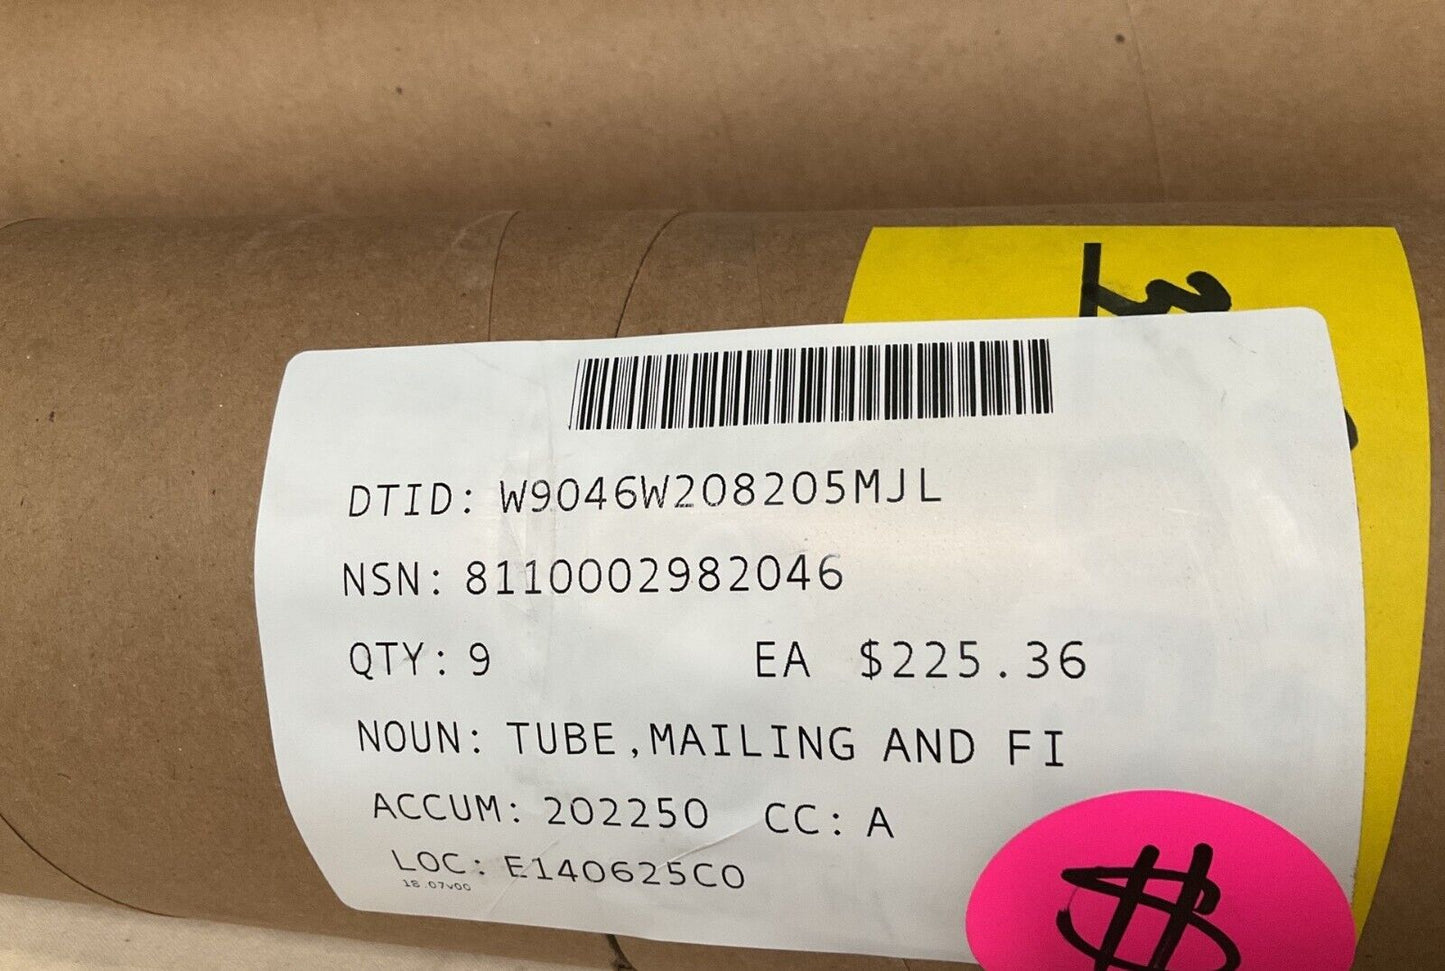 DTID: W9046W208205MJL
NSN: 8110002982046
QTY: 9 EA $225.36
NOUN: TUBE,MAILING AND FI
ACCUM: 202250 CC: A
LOC: E140625CO
18.07v00
$